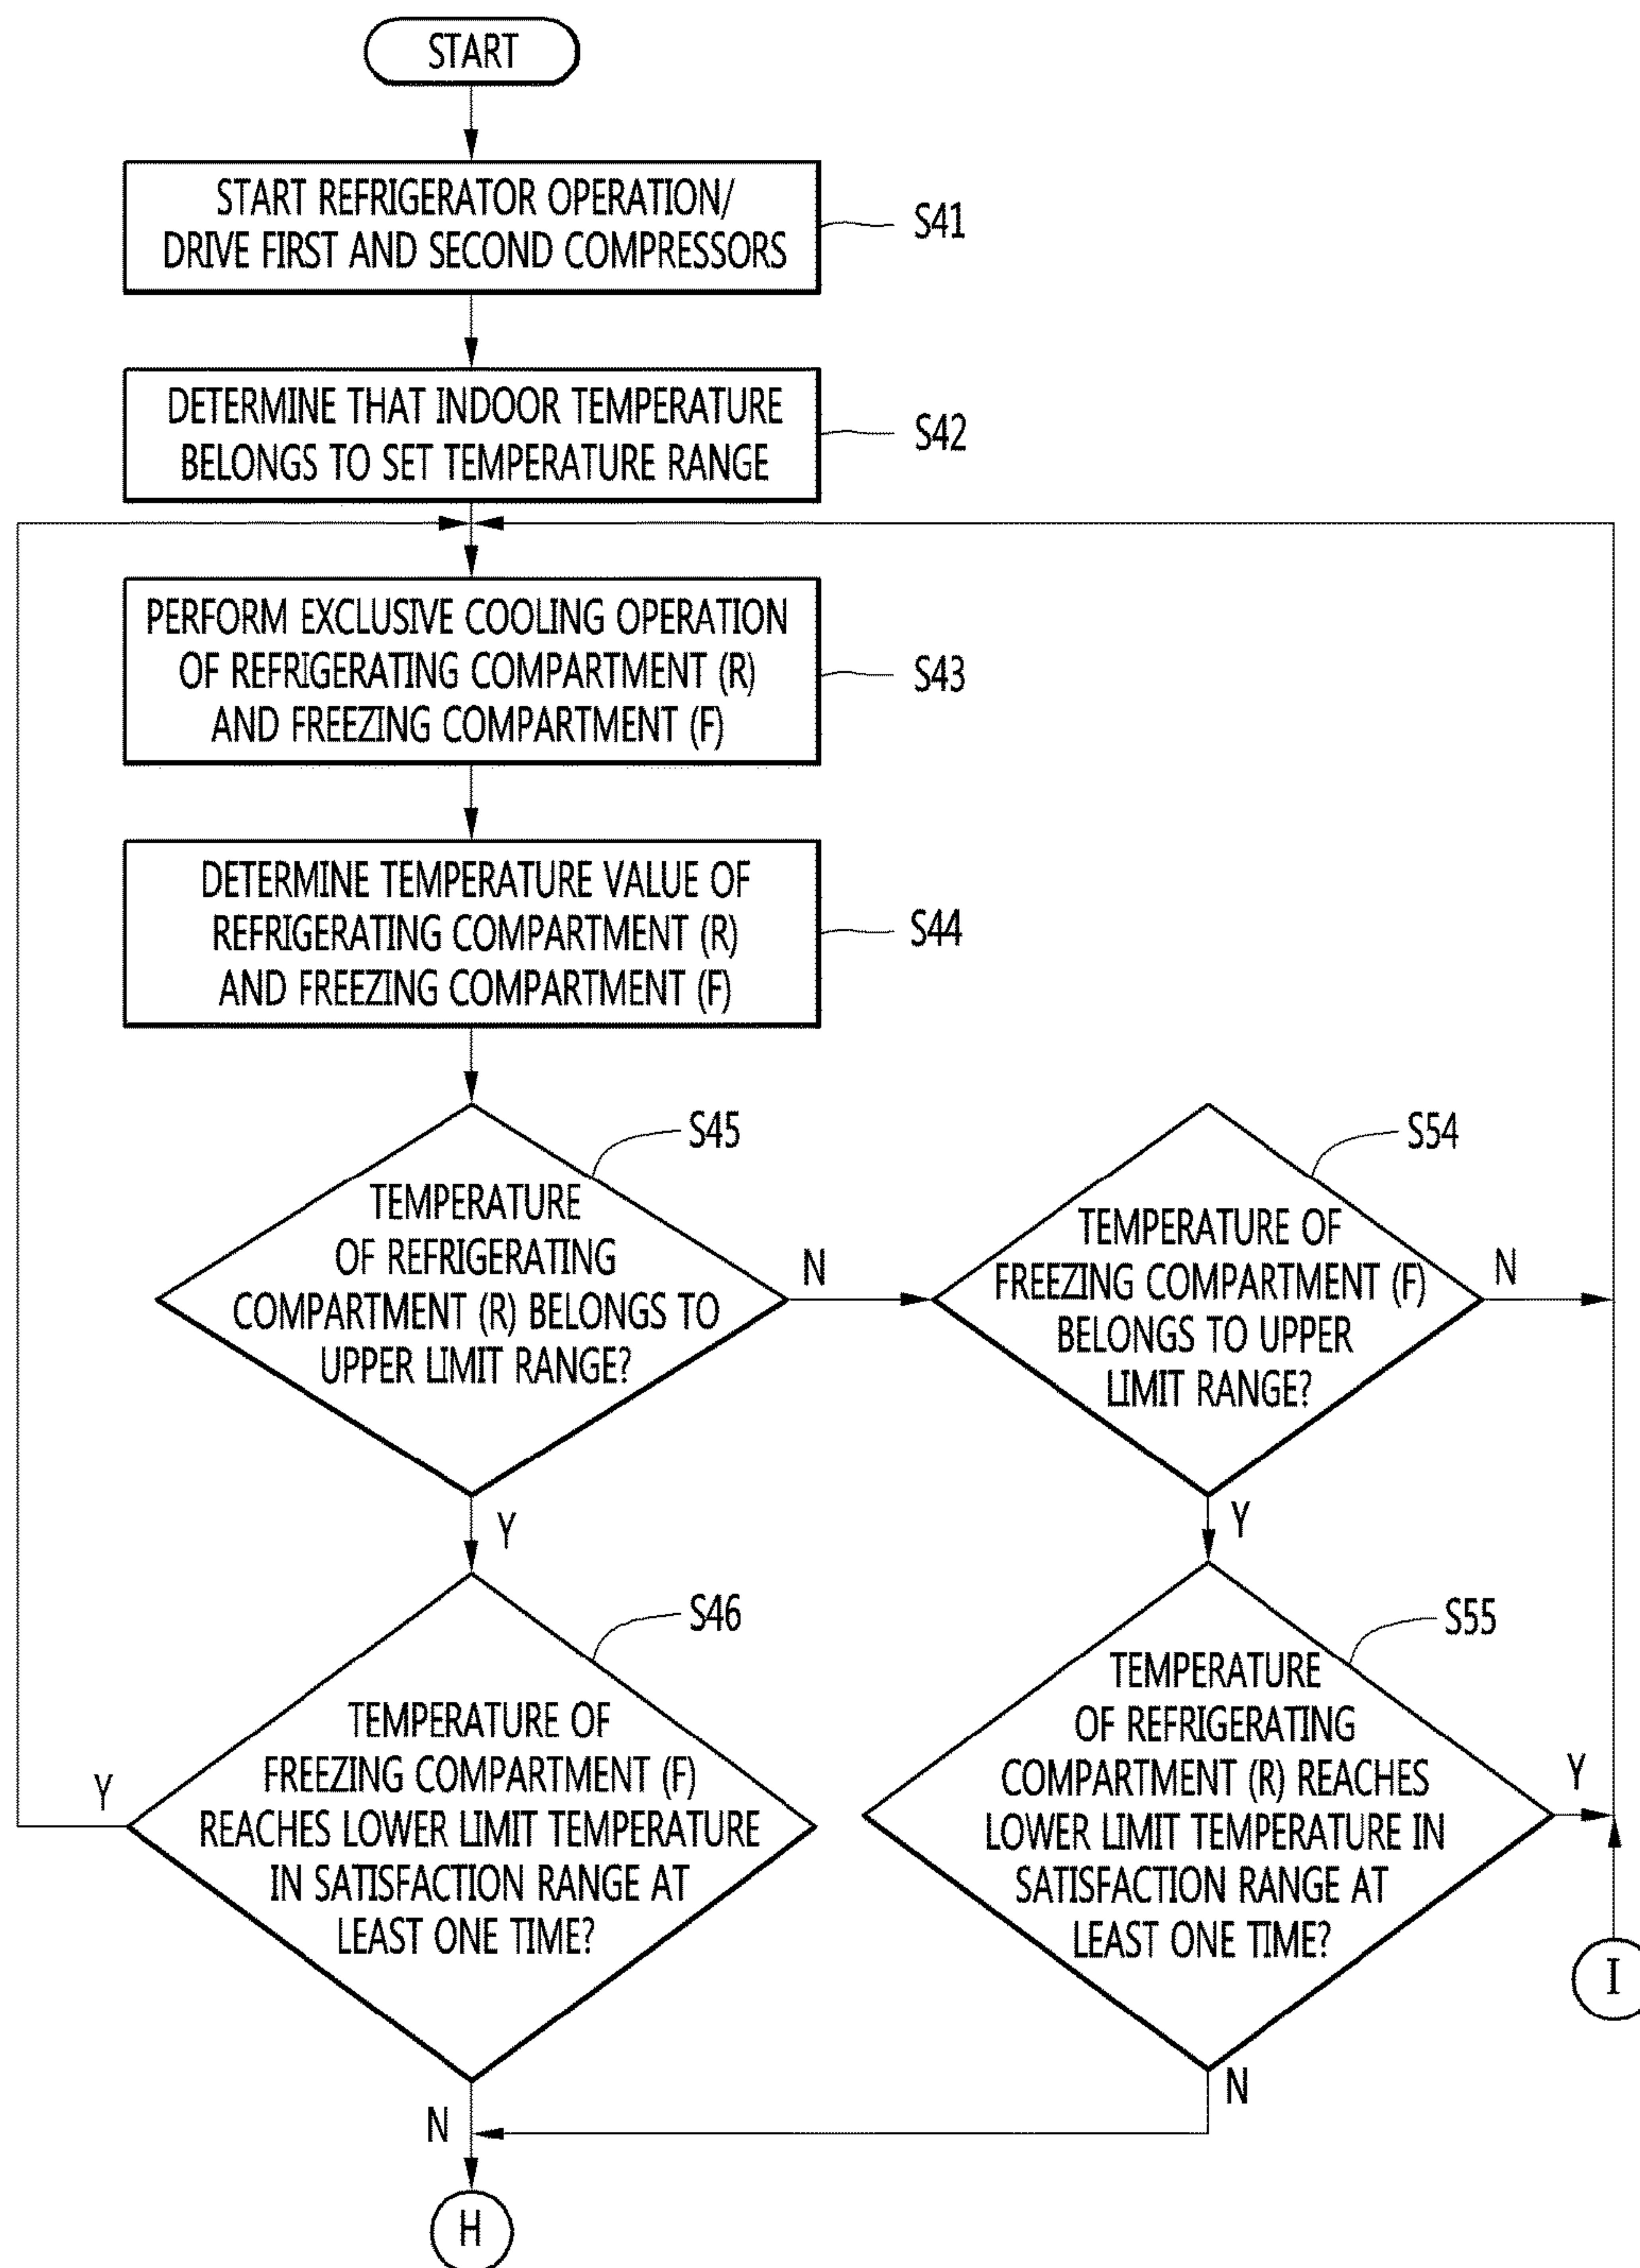 START
START REFRIGERATOR OPERATION/
DRIVE FIRST AND SECOND COMPRESSORS
S41
DETERMINE THAT INDOOR TEMPERATURE
BELONGS TO SET TEMPERATURE RANGE
S42
PERFORM EXCLUSIVE COOLING OPERATION
OF REFRIGERATING COMPARTMENT (R)
AND FREEZING COMPARTMENT (F)
S43
DETERMINE TEMPERATURE VALUE OF
REFRIGERATING COMPARTMENT (R)
AND FREEZING COMPARTMENT (F)
S44
S45
TEMPERATURE
OF REFRIGERATING
COMPARTMENT (R) BELONGS TO
UPPER LIMIT RANGE?
N
Y
S54
TEMPERATURE OF
FREEZING COMPARTMENT (F)
BELONGS TO UPPER
LIMIT RANGE?
N
Y
S46
TEMPERATURE OF
FREEZING COMPARTMENT (F)
REACHES LOWER LIMIT TEMPERATURE
IN SATISFACTION RANGE AT
LEAST ONE TIME?
Y
N
S55
TEMPERATURE
OF REFRIGERATING
COMPARTMENT (R) REACHES
LOWER LIMIT TEMPERATURE IN
SATISFACTION RANGE AT
LEAST ONE TIME?
Y
N
I
H